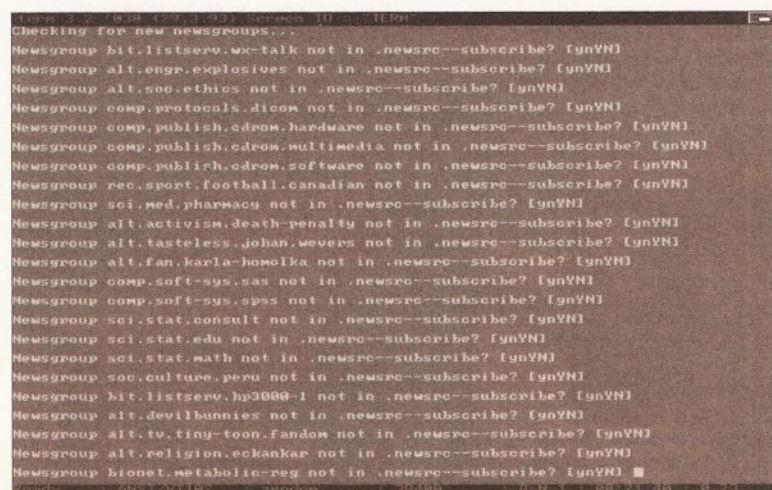 term 3.2 '030 (29.3.93) Screen ID = "TERM"
Checking for new newsgroups...
Newsgroup bit.listserv.wx-talk not in .newsrc--subscribe? [ynYN]
Newsgroup alt.engr.explosives not in .newsrc--subscribe? [ynYN]
Newsgroup alt.soc.ethics not in .newsrc--subscribe? [ynYN]
Newsgroup comp.protocols.dicom not in .newsrc--subscribe? [ynYN]
Newsgroup comp.publish.cdrom.hardware not in .newsrc--subscribe? [ynYN]
Newsgroup comp.publish.cdrom.multimedia not in .newsrc--subscribe? [ynYN]
Newsgroup comp.publish.cdrom.software not in .newsrc--subscribe? [ynYN]
Newsgroup rec.sport.football.canadian not in .newsrc--subscribe? [ynYN]
Newsgroup sci.med.pharmacy not in .newsrc--subscribe? [ynYN]
Newsgroup alt.activism.death-penalty not in .newsrc--subscribe? [ynYN]
Newsgroup alt.tasteless.johan.wevers not in .newsrc--subscribe? [ynYN]
Newsgroup alt.fan.karla-homolka not in .newsrc--subscribe? [ynYN]
Newsgroup comp.soft-sys.sas not in .newsrc--subscribe? [ynYN]
Newsgroup comp.soft-sys.spss not in .newsrc--subscribe? [ynYN]
Newsgroup sci.stat.consult not in .newsrc--subscribe? [ynYN]
Newsgroup sci.stat.edu not in .newsrc--subscribe? [ynYN]
Newsgroup sci.stat.math not in .newsrc--subscribe? [ynYN]
Newsgroup soc.culture.peru not in .newsrc--subscribe? [ynYN]
Newsgroup bit.listserv.hp3000-l not in .newsrc--subscribe? [ynYN]
Newsgroup alt.devilbunnies not in .newsrc--subscribe? [ynYN]
Newsgroup alt.tv.tiny-toon.fandom not in .newsrc--subscribe? [ynYN]
Newsgroup alt.religion.eckankar not in .newsrc--subscribe? [ynYN]
Newsgroup bionet.metabolic-reg not in .newsrc--subscribe? [ynYN]